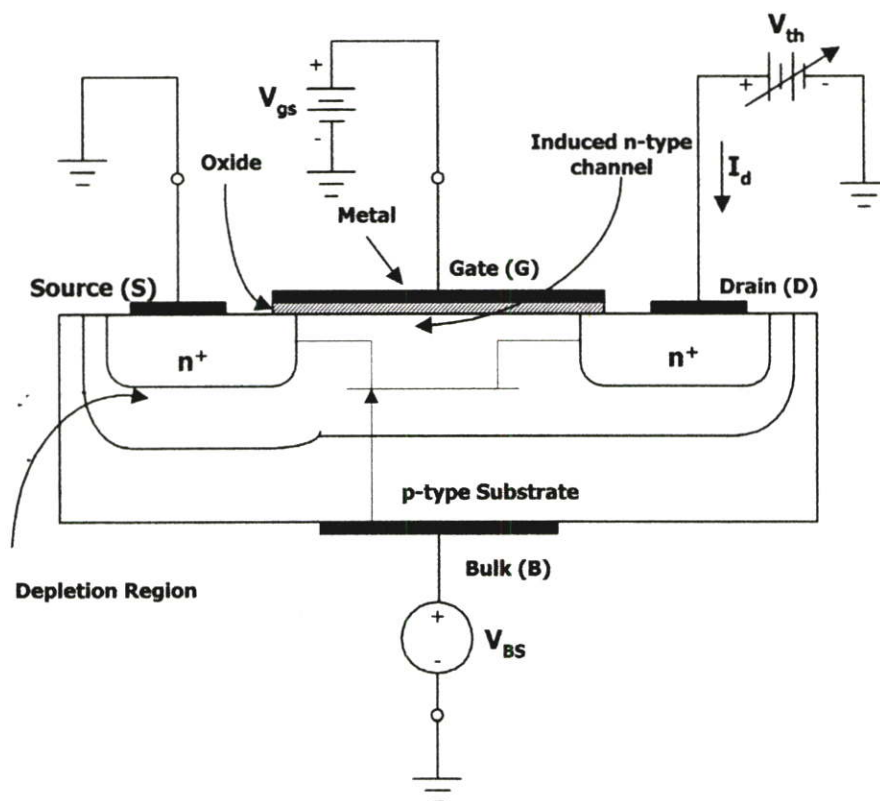 V_th
+
-
+
V_gs
-
Oxide
Induced n-type
channel
I_d
Metal
Gate (G)
Source (S)
Drain (D)
n⁺
n⁺
p-type Substrate
Bulk (B)
Depletion Region
+
V_BS
-